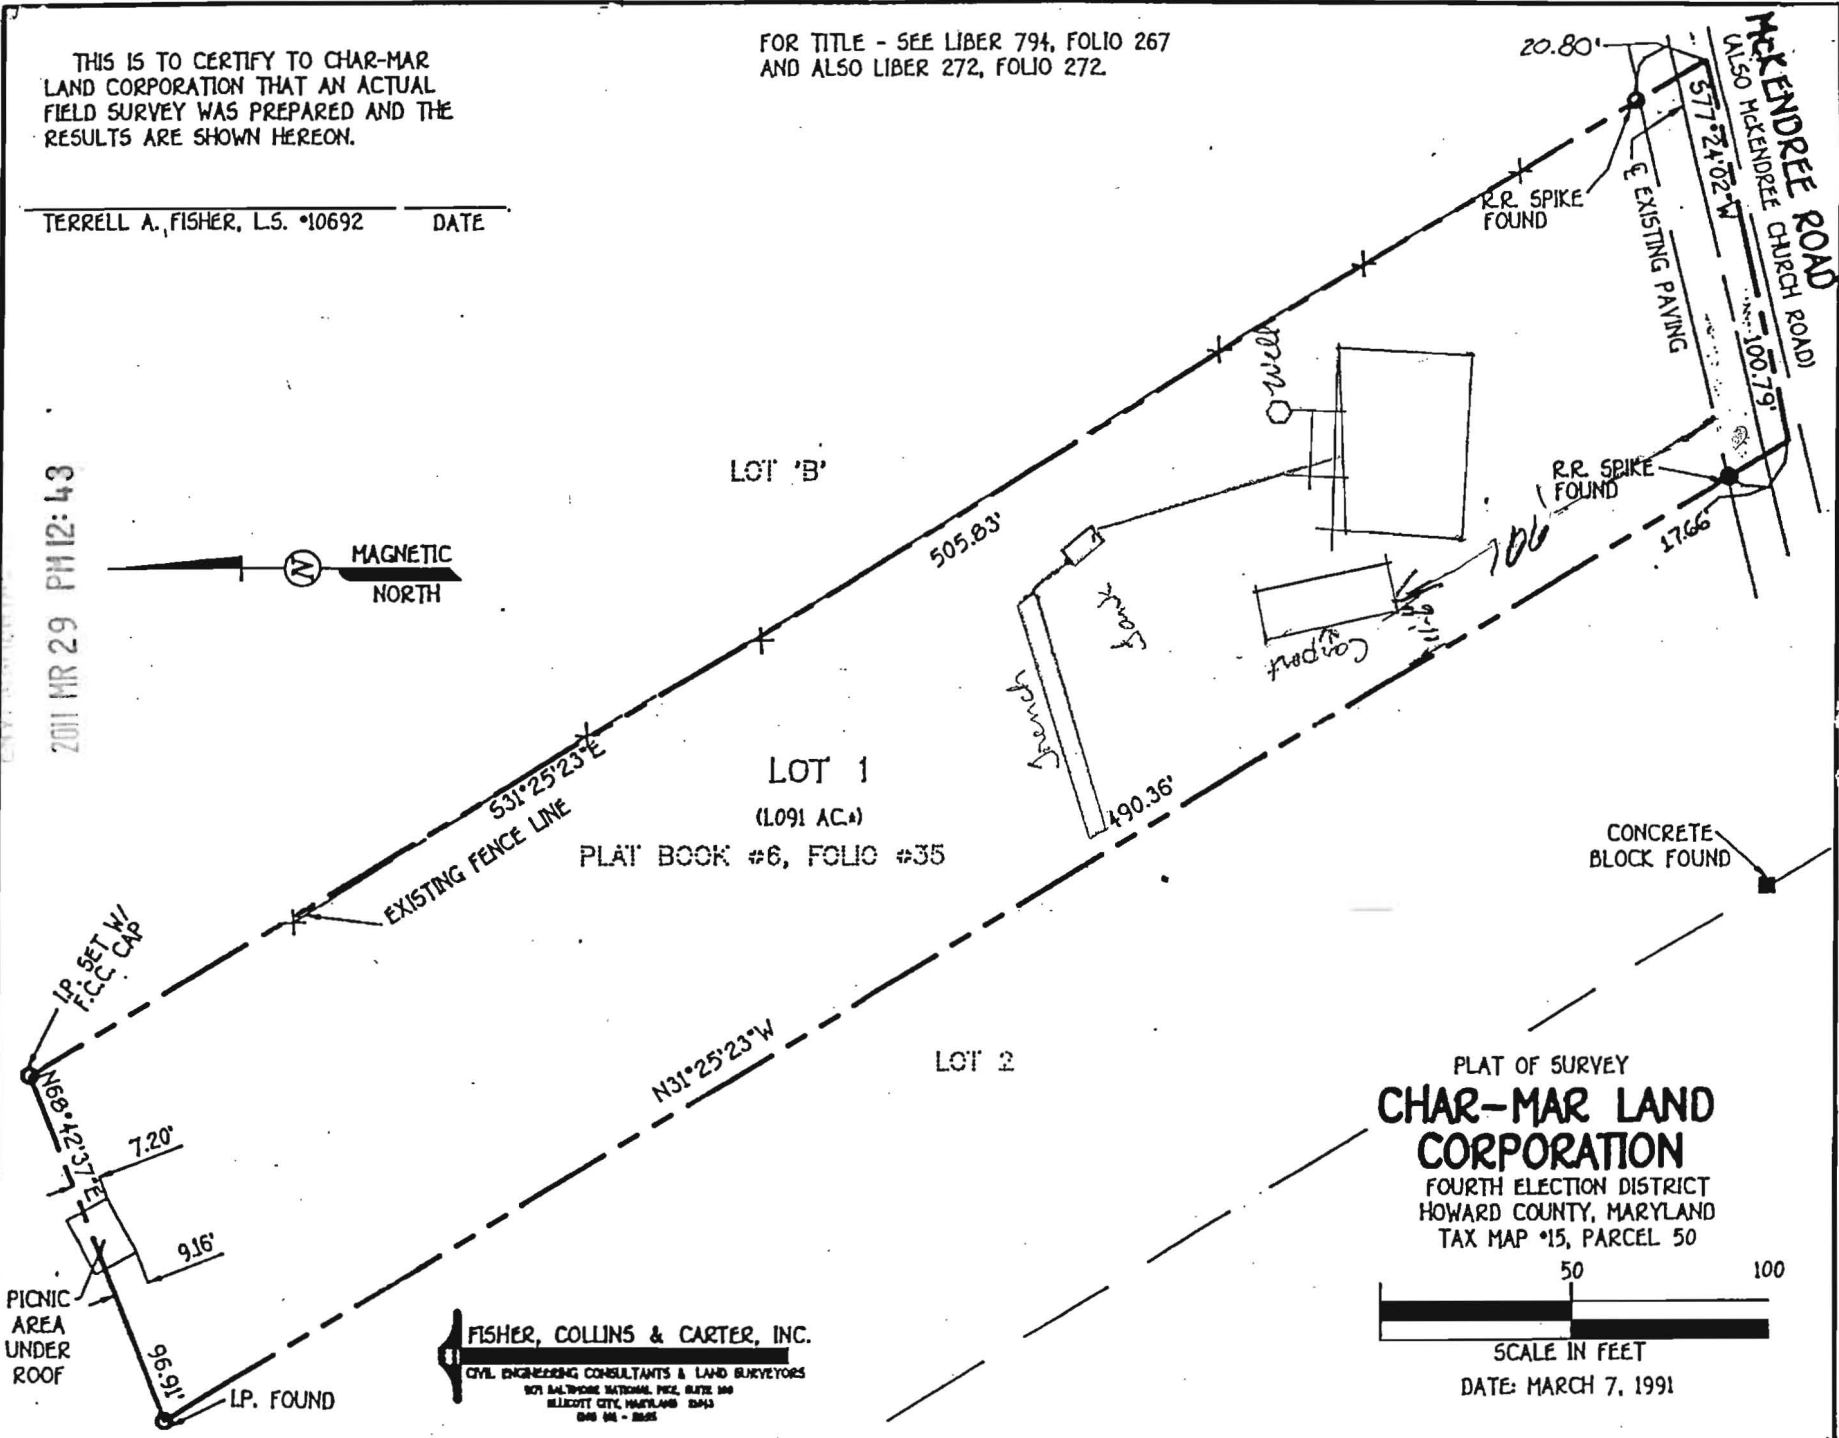 THIS IS TO CERTIFY TO CHAR-MAR
LAND CORPORATION THAT AN ACTUAL
FIELD SURVEY WAS PREPARED AND THE
RESULTS ARE SHOWN HEREON.
TERRELL A. FISHER, L.S. #10692 DATE
FOR TITLE - SEE LIBER 794, FOLIO 267
AND ALSO LIBER 272, FOLIO 272.
20.80'
McKENDREE ROAD
(ALSO McKENDREE CHURCH ROAD)
S77°24'02"W
100.79'
℄ EXISTING PAVING
R.R. SPIKE
FOUND
Well
LOT 'B'
R.R. SPIKE
FOUND
17.66'
106'
505.83'
2011 MR 29 PM 12:43
MAGNETIC
N
NORTH
Tank
Carport
Trench
S31°25'23"E
EXISTING FENCE LINE
LOT 1
(1.091 AC.±)
PLAT BOOK #6, FOLIO #35
490.36'
CONCRETE
BLOCK FOUND
I.P. SET W/
F.C.C. CAP
N31°25'23"W
LOT 2
N68°42'37"E
7.20'
9.16'
PICNIC
AREA
UNDER
ROOF
96.91'
I.P. FOUND
FISHER, COLLINS & CARTER, INC.
CIVIL ENGINEERING CONSULTANTS & LAND SURVEYORS
BALTIMORE NATIONAL PIKE, SUITE
ELLICOTT CITY, MARYLAND
PLAT OF SURVEY
CHAR-MAR LAND
CORPORATION
FOURTH ELECTION DISTRICT
HOWARD COUNTY, MARYLAND
TAX MAP #15, PARCEL 50
50 100
SCALE IN FEET
DATE: MARCH 7, 1991